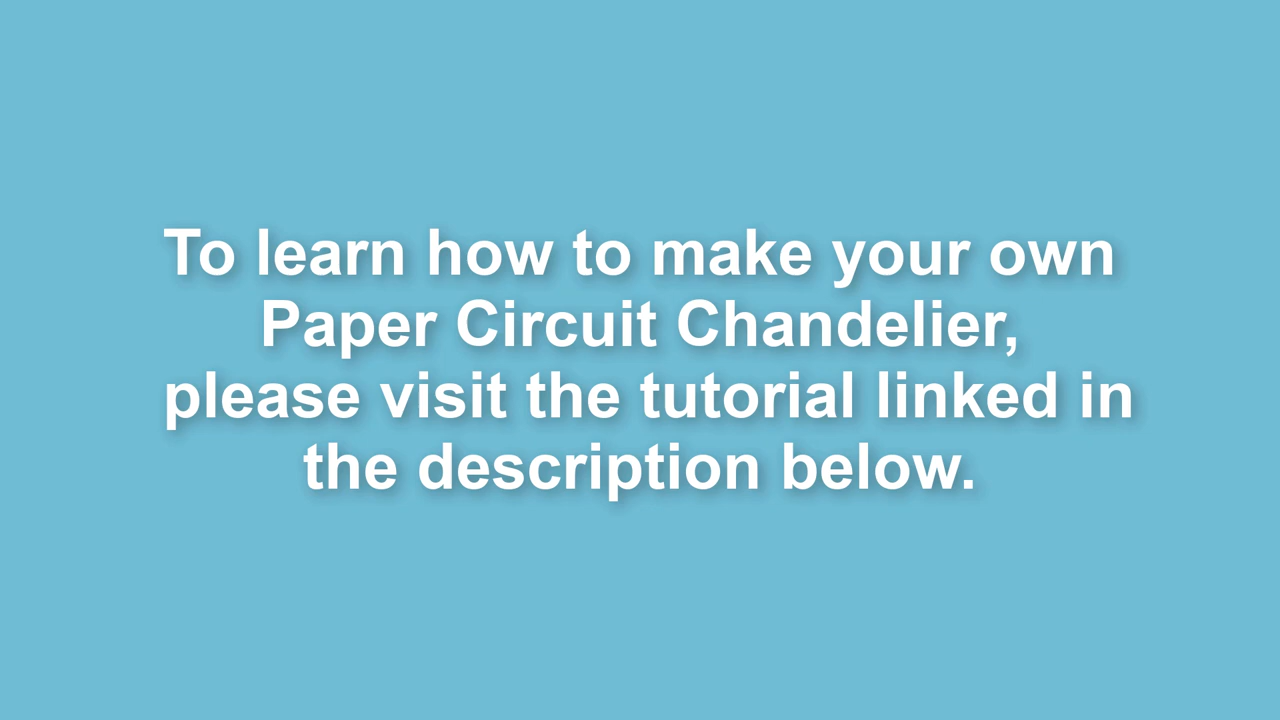 To learn how to make your own
Paper Circuit Chandelier,
please visit the tutorial linked in
the description below.